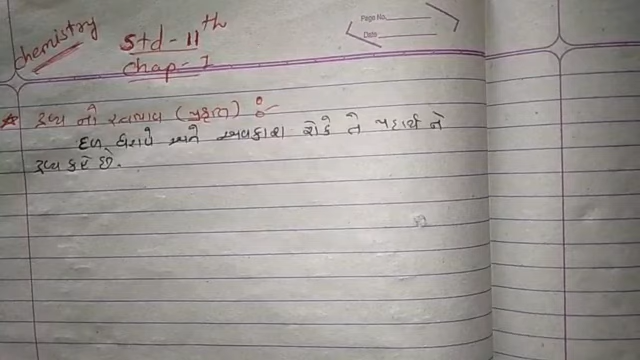 chemistry
Std - 11th
Chap - 1
Page No.
Date
* દ્રવ્ય ની સ્વભાવ (પ્રકૃતિ) :-
દળ ધરાવે અને અવકાશ રોકે તે પદાર્થ ને
દ્રવ્ય કહે છે.